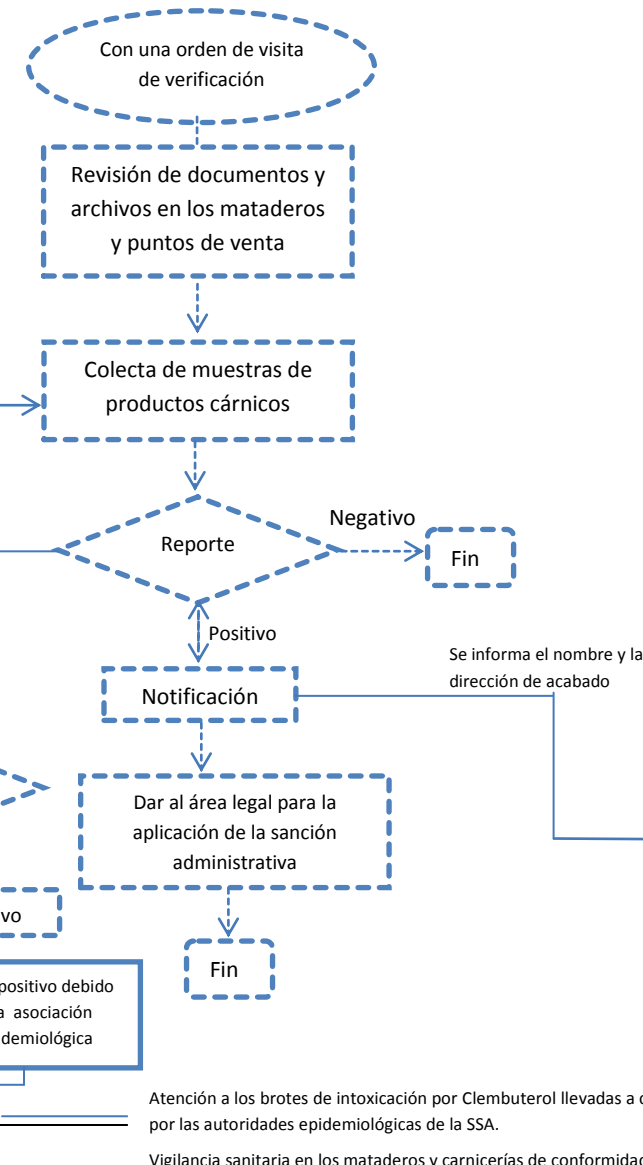 Con una orden de visita
de verificación
Revisión de documentos y
archivos en los mataderos
y puntos de venta
Colecta de muestras de
productos cárnicos
Reporte
Negativo
Fin
Positivo
Se informa el nombre y la
dirección de acabado
Notificación
Dar al área legal para la
aplicación de la sanción
administrativa
vo
Fin
positivo debido
a asociación
demiológica
Atención a los brotes de intoxicación por Clembuterol llevadas a
por las autoridades epidemiológicas de la SSA.
Vigilancia sanitaria en los mataderos y carnicerías de conformidad